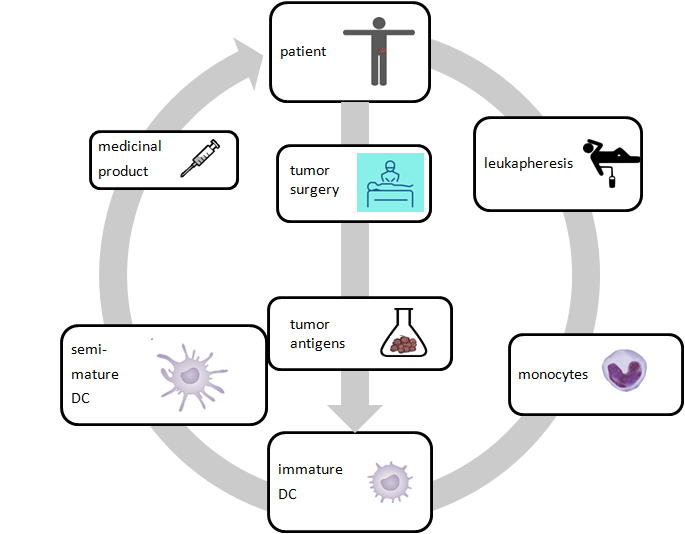 patient
medicinal
product
tumor
surgery
leukapheresis
tumor
antigens
semi-
mature
DC
monocytes
immature
DC